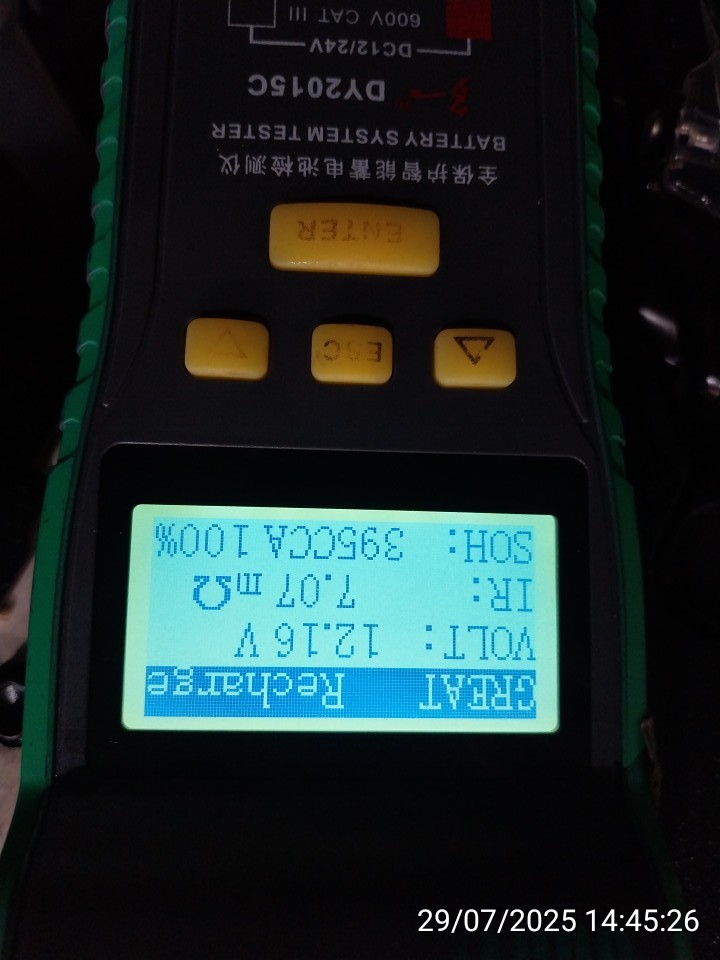 GREAT Recharge
VOLT: 12.16 V
IR: 7.07 mΩ
SOH: 395CCA 100%
ESC
ENTER
全保护智能蓄电池检测仪
BATTERY SYSTEM TESTER
DY2015C
DC12/24V
600V CAT III
29/07/2025 14:45:26